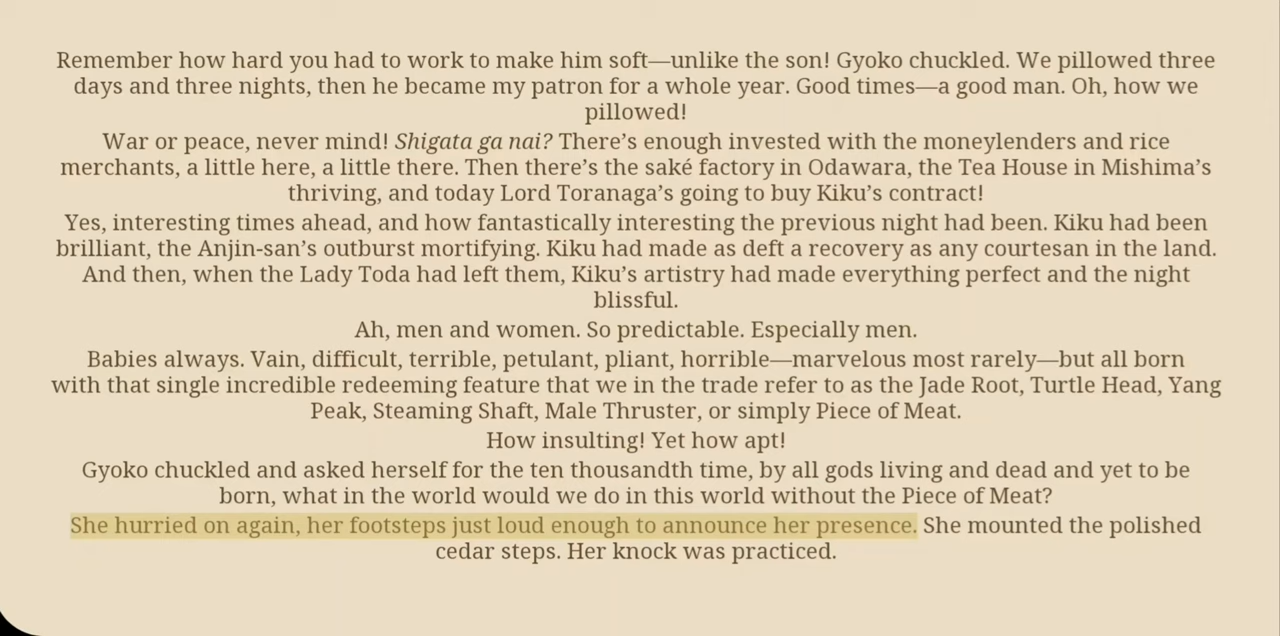 Remember how hard you had to work to make him soft—unlike the son! Gyoko chuckled. We pillowed three
days and three nights, then he became my patron for a whole year. Good times—a good man. Oh, how we
pillowed!
War or peace, never mind! Shigata ga nai? There’s enough invested with the moneylenders and rice
merchants, a little here, a little there. Then there’s the saké factory in Odawara, the Tea House in Mishima’s
thriving, and today Lord Toranaga’s going to buy Kiku’s contract!
Yes, interesting times ahead, and how fantastically interesting the previous night had been. Kiku had been
brilliant, the Anjin-san’s outburst mortifying. Kiku had made as deft a recovery as any courtesan in the land.
And then, when the Lady Toda had left them, Kiku’s artistry had made everything perfect and the night
blissful.
Ah, men and women. So predictable. Especially men.
Babies always. Vain, difficult, terrible, petulant, pliant, horrible—marvelous most rarely—but all born
with that single incredible redeeming feature that we in the trade refer to as the Jade Root, Turtle Head, Yang
Peak, Steaming Shaft, Male Thruster, or simply Piece of Meat.
How insulting! Yet how apt!
Gyoko chuckled and asked herself for the ten thousandth time, by all gods living and dead and yet to be
born, what in the world would we do in this world without the Piece of Meat?
She hurried on again, her footsteps just loud enough to announce her presence. She mounted the polished
cedar steps. Her knock was practiced.